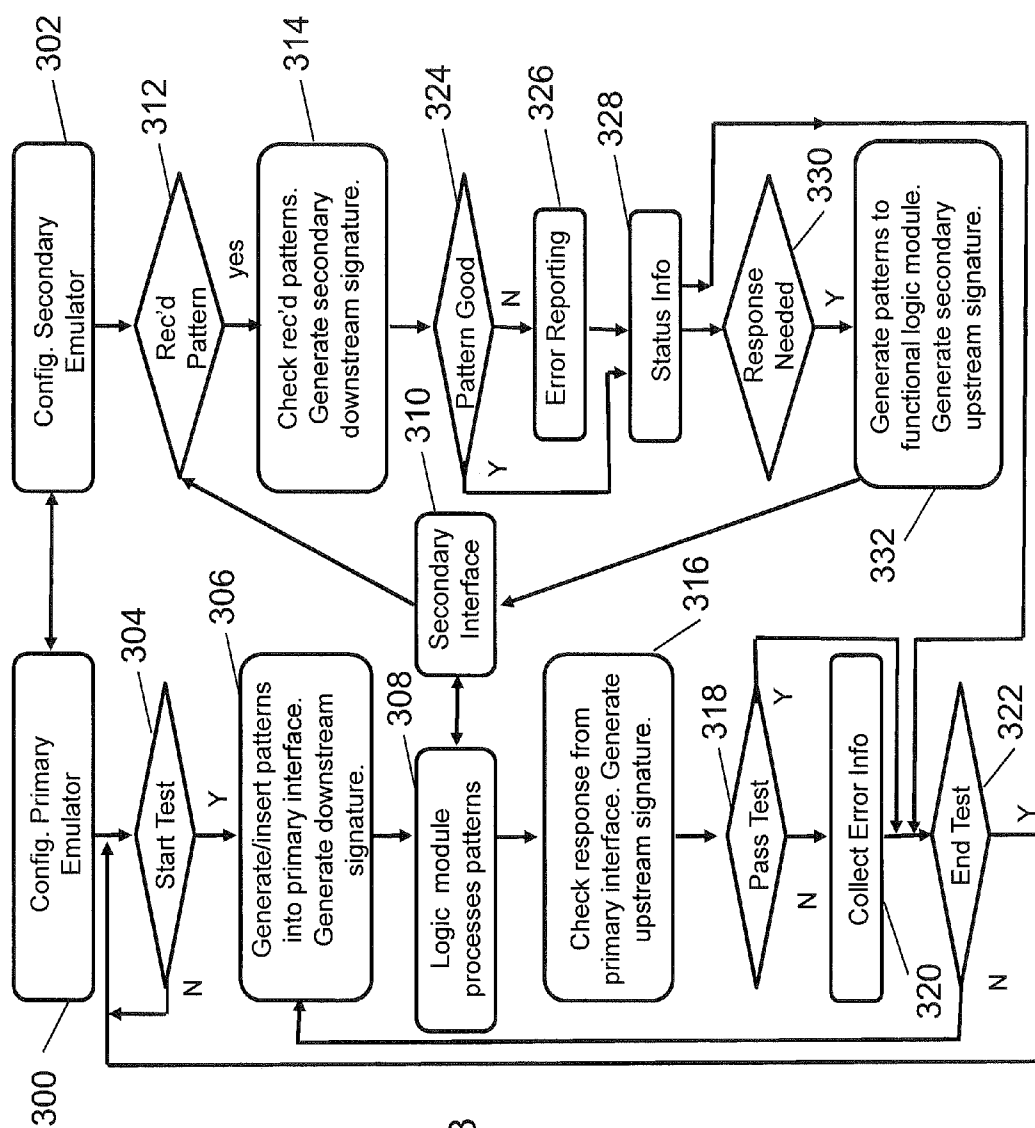 300
Config. Primary
Emulator
Config. Secondary
Emulator
302
Start Test
304
N
Y
Rec'd
Pattern
312
yes
Generate/insert patterns
into primary interface.
Generate downstream
signature.
306
Check rec'd patterns.
Generate secondary
downstream signature.
314
Logic module
processes patterns
308
Secondary
Interface
310
Pattern Good
324
Y
N
Error Reporting
326
Check response from
primary interface. Generate
upstream signature.
316
Status Info
328
Pass Test
318
Y
N
Response
Needed
330
Y
Collect Error Info
320
Generate patterns to
functional logic module.
Generate secondary
upstream signature.
332
End Test
322
N
Y
3